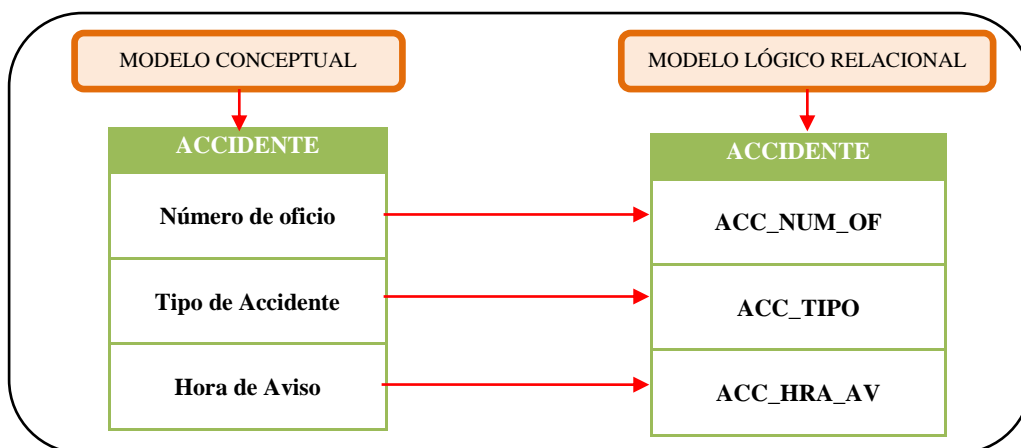 MODELO CONCEPTUAL
MODELO LÓGICO RELACIONAL
ACCIDENTE
ACCIDENTE
Número de oficio
ACC_NUM_OF
Tipo de Accidente
ACC_TIPO
Hora de Aviso
ACC_HRA_AV